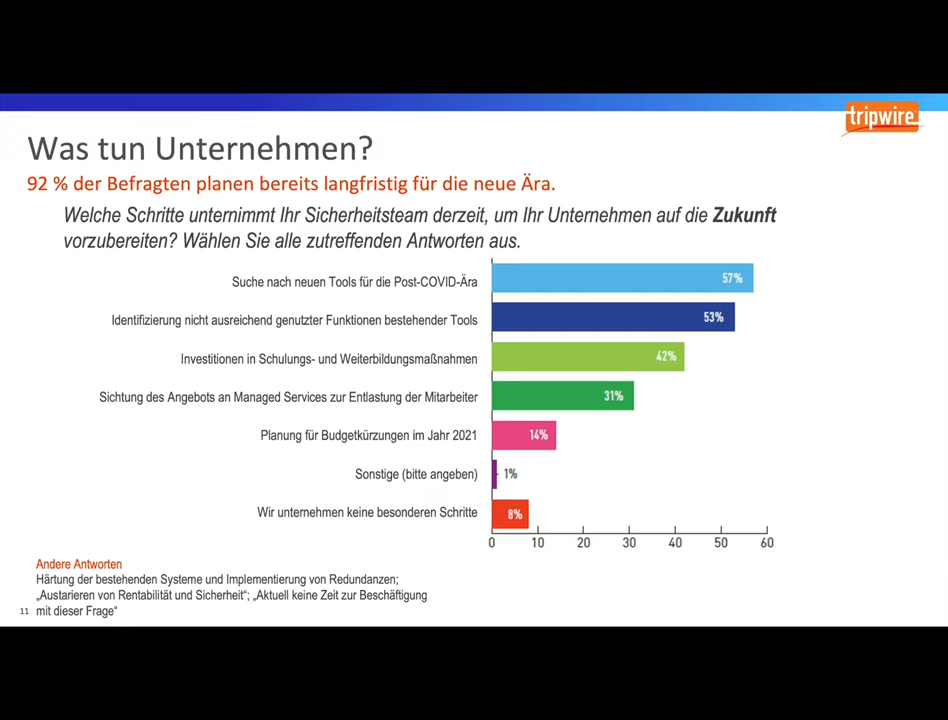 tripwire
Was tun Unternehmen?
92 % der Befragten planen bereits langfristig für die neue Ära.
Welche Schritte unternimmt Ihr Sicherheitsteam derzeit, um Ihr Unternehmen auf die Zukunft
vorzubereiten? Wählen Sie alle zutreffenden Antworten aus.
Suche nach neuen Tools für die Post-COVID-Ära 57%
Identifizierung nicht ausreichend genutzter Funktionen bestehender Tools 53%
Investitionen in Schulungs- und Weiterbildungsmaßnahmen 42%
Sichtung des Angebots an Managed Services zur Entlastung der Mitarbeiter 31%
Planung für Budgetkürzungen im Jahr 2021 14%
Sonstige (bitte angeben) 1%
Wir unternehmen keine besonderen Schritte 8%
0 10 20 30 40 50 60
Andere Antworten
Härtung der bestehenden Systeme und Implementierung von Redundanzen;
„Austarieren von Rentabilität und Sicherheit“; „Aktuell keine Zeit zur Beschäftigung
11 mit dieser Frage“